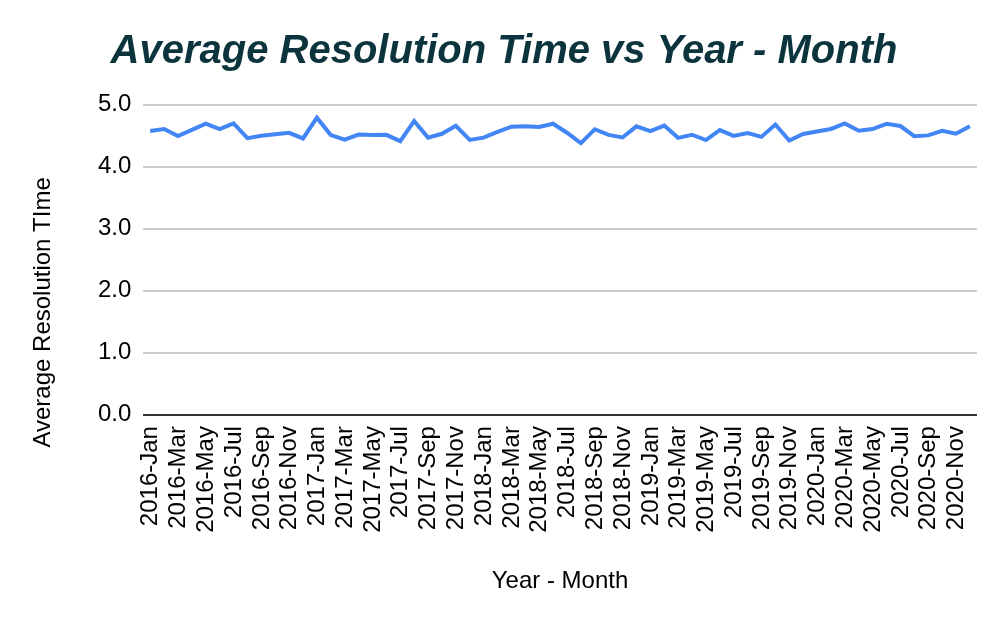 Average Resolution Time vs Year - Month
Average Resolution TIme
5.0
4.0
3.0
2.0
1.0
0.0
2016-Jan
2016-Mar
2016-May
2016-Jul
2016-Sep
2016-Nov
2017-Jan
2017-Mar
2017-May
2017-Jul
2017-Sep
2017-Nov
2018-Jan
2018-Mar
2018-May
2018-Jul
2018-Sep
2018-Nov
2019-Jan
2019-Mar
2019-May
2019-Jul
2019-Sep
2019-Nov
2020-Jan
2020-Mar
2020-May
2020-Jul
2020-Sep
2020-Nov
Year - Month